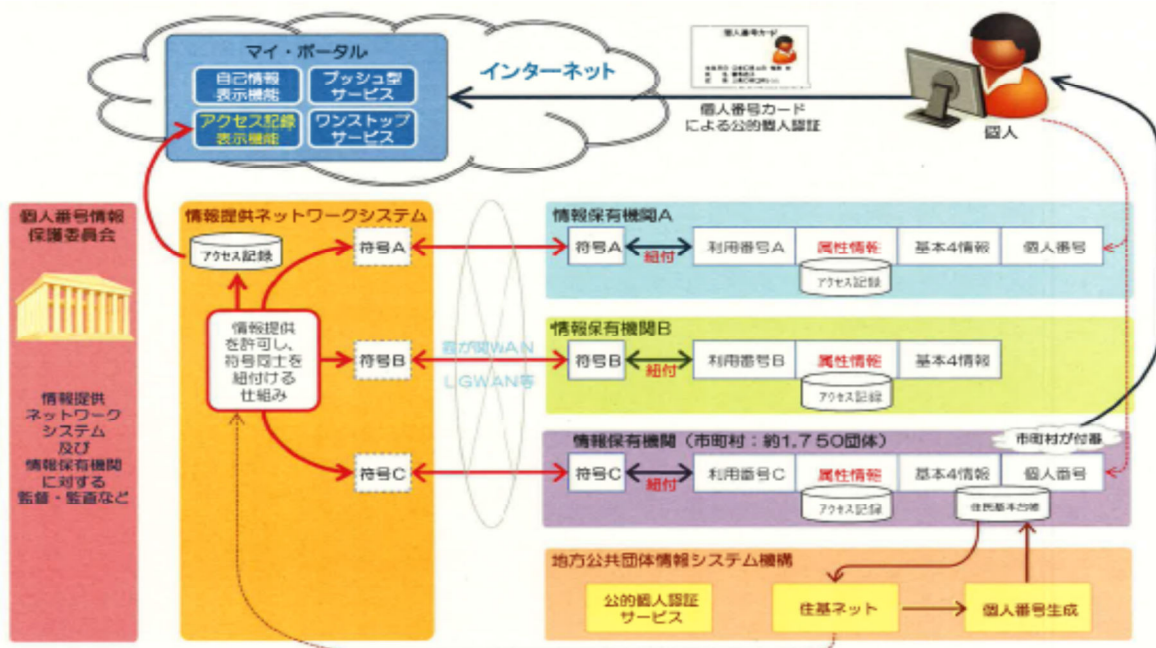 マイ・ポータル
自己情報
表示機能
プッシュ型
サービス
アクセス記録
表示機能
ワンストップ
サービス
インターネット
個人番号カード
個人番号カード
による公的個人認証
個人
個人番号情報
保護委員会
情報提供
ネットワーク
システム
及び
情報保有機関
に対する
監督・監査など
情報提供ネットワークシステム
アクセス記録
符号A
情報提供
を許可し、
符号同士を
紐付ける
仕組み
符号B
符号C
霞が関WAN
LGWAN等
情報保有機関A
符号A
紐付
利用番号A
属性情報
基本4情報
個人番号
アクセス記録
情報保有機関B
符号B
紐付
利用番号B
属性情報
基本4情報
アクセス記録
情報保有機関(市町村:約1,750団体)
市町村が付番
符号C
紐付
利用番号C
属性情報
基本4情報
個人番号
アクセス記録
住民基本台帳
地方公共団体情報システム機構
公的個人認証
サービス
住基ネット
個人番号生成